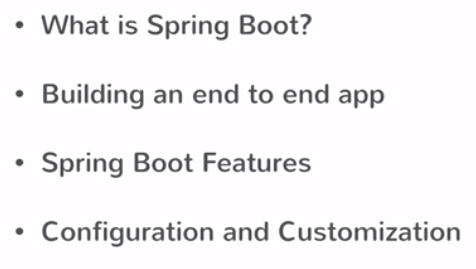 • What is Spring Boot?
• Building an end to end app
• Spring Boot Features
• Configuration and Customization